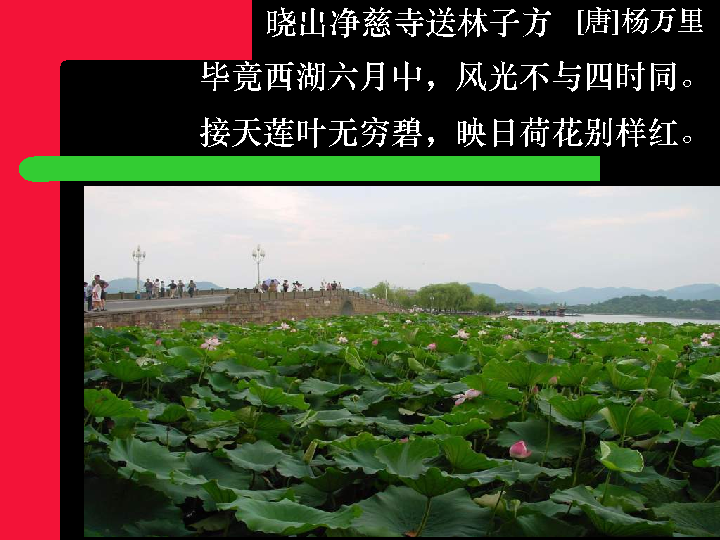 晓出净慈寺送林子方 [唐]杨万里
毕竟西湖六月中，风光不与四时同。
接天莲叶无穷碧，映日荷花别样红。